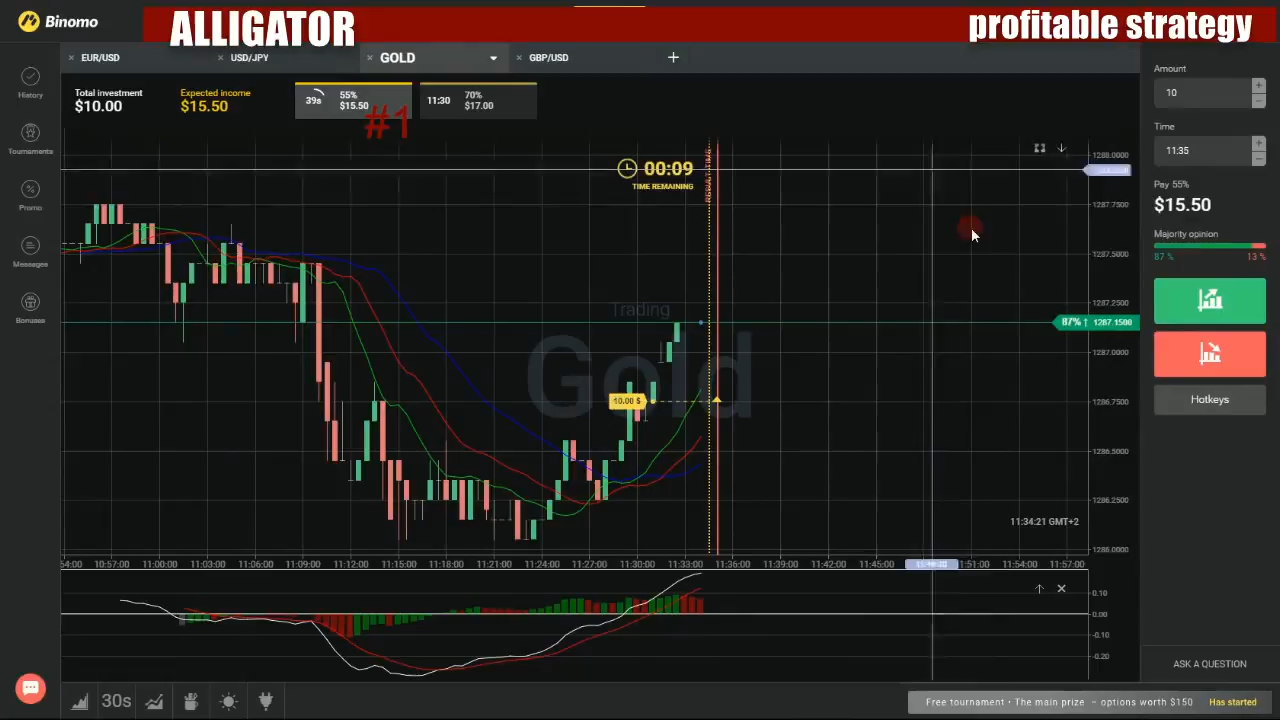 Binomo
ALLIGATOR
profitable strategy
EUR/USD
USD/JPY
GOLD
GBP/USD
Total investment
$10.00
Expected income
$15.50
39s
55%
$15.50
11:30
70%
$17.00
#1
History
Tournaments
Promo
Messages
Bonuses
00:09
TIME REMAINING
Trading
Gold
10.00 $
1288.0000
1287.7500
1287.5000
1287.2500
87% ↑ 1287.1500
1287.0000
1286.7500
1286.5000
1286.2500
1286.0000
11:34:21 GMT+2
:54:00 10:57:00 11:00:00 11:03:00 11:06:00 11:09:00 11:12:00 11:15:00 11:18:00 11:21:00 11:24:00 11:27:00 11:30:00 11:33:00 11:36:00 11:39:00 11:42:00 11:45:00 11:51:00 11:54:00 11:57:00
0.10
0.00
-0.10
-0.20
30s
Amount
10
Time
11:35
Pay 55%
$15.50
Majority opinion
87 % 13 %
Hotkeys
ASK A QUESTION
Free tournament • The main prize – options worth $150 Has started